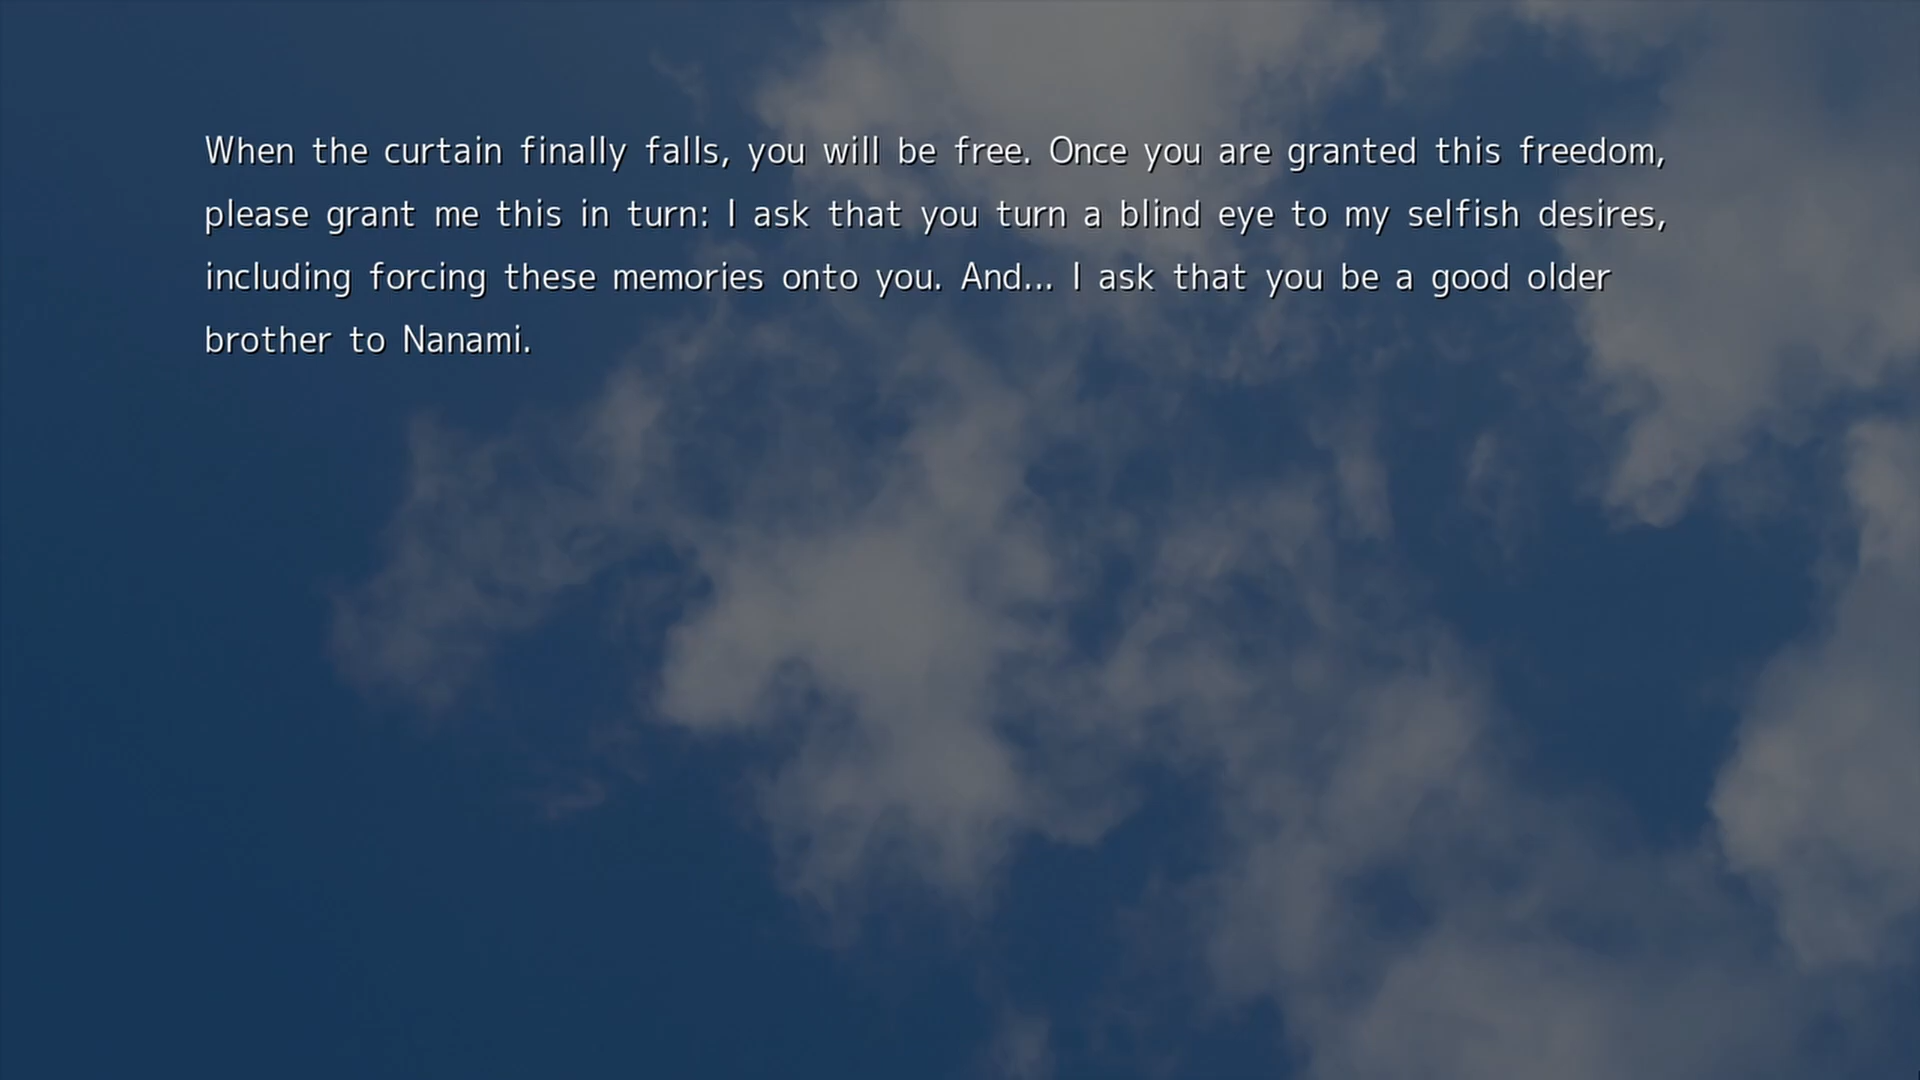 When the curtain finally falls, you will be free. Once you are granted this freedom,
please grant me this in turn: I ask that you turn a blind eye to my selfish desires,
including forcing these memories onto you. And... I ask that you be a good older
brother to Nanami.